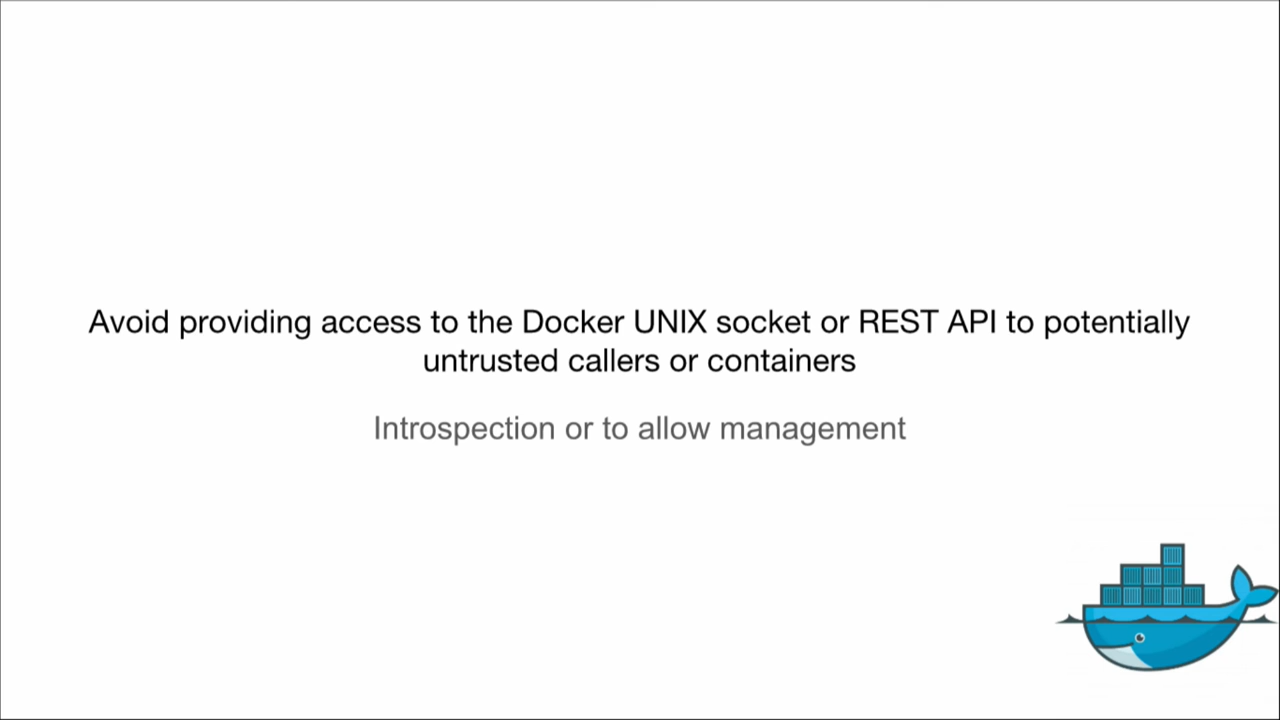 Avoid providing access to the Docker UNIX socket or REST API to potentially
untrusted callers or containers
Introspection or to allow management